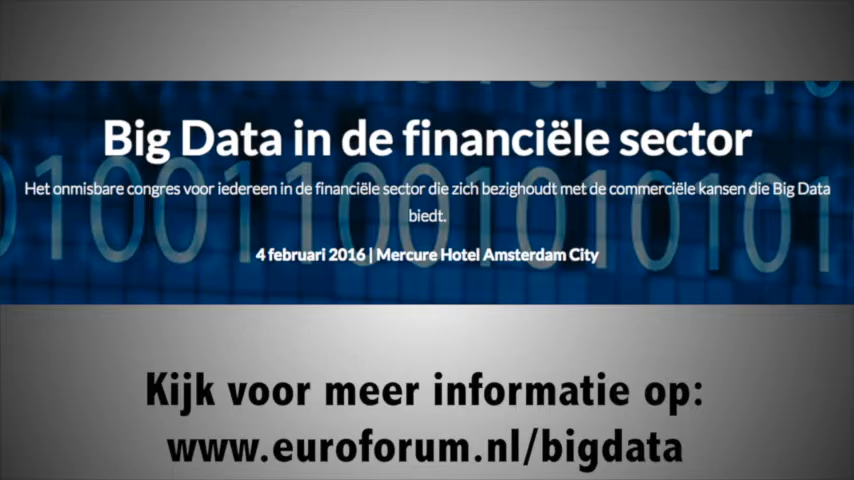 Big Data in de financiële sector
Het onmisbare congres voor iedereen in de financiële sector die zich bezighoudt met de commerciële kansen die Big Data
biedt.
4 februari 2016 | Mercure Hotel Amsterdam City
Kijk voor meer informatie op:
www.euroforum.nl/bigdata